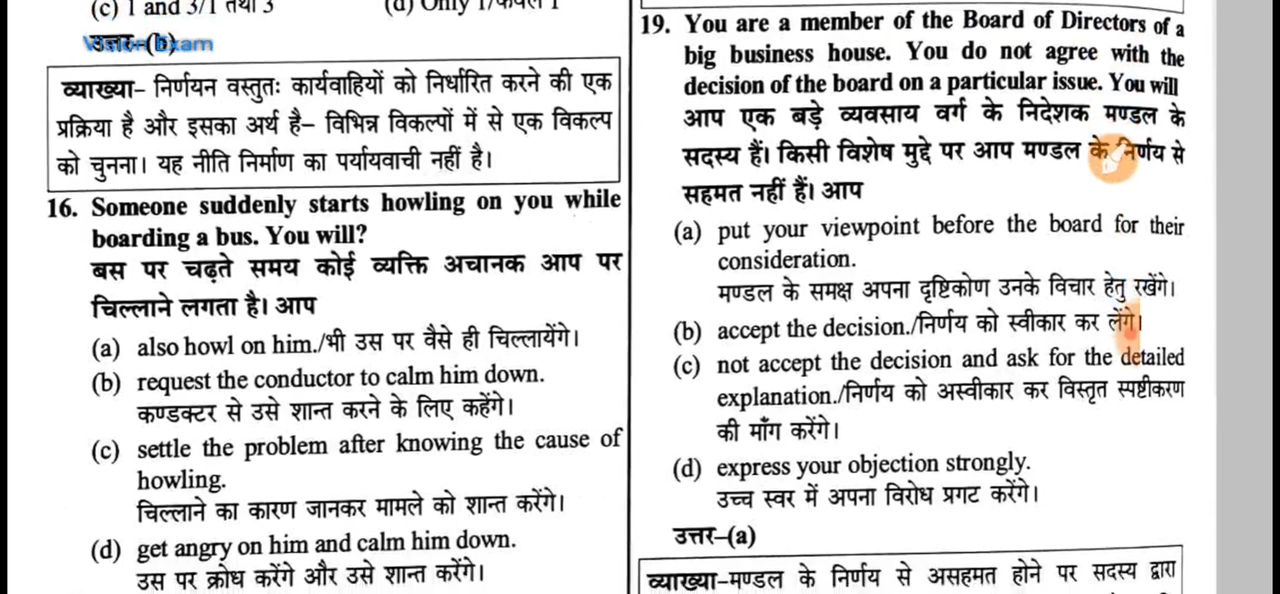 (c) 1 and 3/1 तथा 3
(d) Only 1/केवल 1
उत्तर–(b)
Vision Exam
व्याख्या– निर्णयन वस्तुतः कार्यवाहियों को निर्धारित करने की एक
प्रक्रिया है और इसका अर्थ है– विभिन्न विकल्पों में से एक विकल्प
को चुनना। यह नीति निर्माण का पर्यायवाची नहीं है।
16. Someone suddenly starts howling on you while
boarding a bus. You will?
बस पर चढ़ते समय कोई व्यक्ति अचानक आप पर
चिल्लाने लगता है। आप
(a) also howl on him./भी उस पर वैसे ही चिल्लायेंगे।
(b) request the conductor to calm him down.
कण्डक्टर से उसे शान्त करने के लिए कहेंगे।
(c) settle the problem after knowing the cause of
howling.
चिल्लाने का कारण जानकर मामले को शान्त करेंगे।
(d) get angry on him and calm him down.
उस पर क्रोध करेंगे और उसे शान्त करेंगे।
19. You are a member of the Board of Directors of a
big business house. You do not agree with the
decision of the board on a particular issue. You will
आप एक बड़े व्यवसाय वर्ग के निदेशक मण्डल के
सदस्य हैं। किसी विशेष मुद्दे पर आप मण्डल के निर्णय से
सहमत नहीं हैं। आप
(a) put your viewpoint before the board for their
consideration.
मण्डल के समक्ष अपना दृष्टिकोण उनके विचार हेतु रखेंगे।
(b) accept the decision./निर्णय को स्वीकार कर लेंगे।
(c) not accept the decision and ask for the detailed
explanation./निर्णय को अस्वीकार कर विस्तृत स्पष्टीकरण
की माँग करेंगे।
(d) express your objection strongly.
उच्च स्वर में अपना विरोध प्रगट करेंगे।
उत्तर–(a)
व्याख्या–मण्डल के निर्णय से असहमत होने पर सदस्य द्वारा